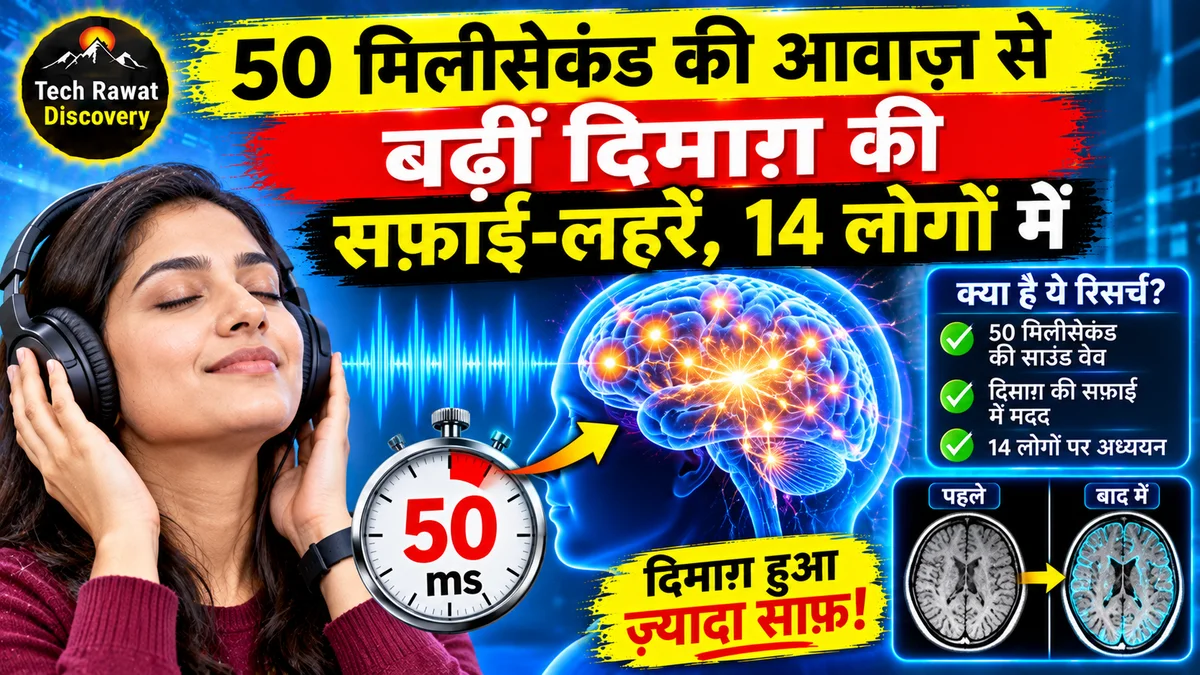 Tech Rawat
Discovery
50 मिलीसेकंड की आवाज़ से
बढ़ीं दिमाग़ की
सफ़ाई-लहरें, 14 लोगों में
क्या है ये रिसर्च?
50 मिलीसेकंड
की साउंड वेव
दिमाग़ की सफ़ाई
में मदद
14 लोगों पर अध्ययन
50
ms
पहले
बाद में
दिमाग़ हुआ
ज़्यादा साफ़!